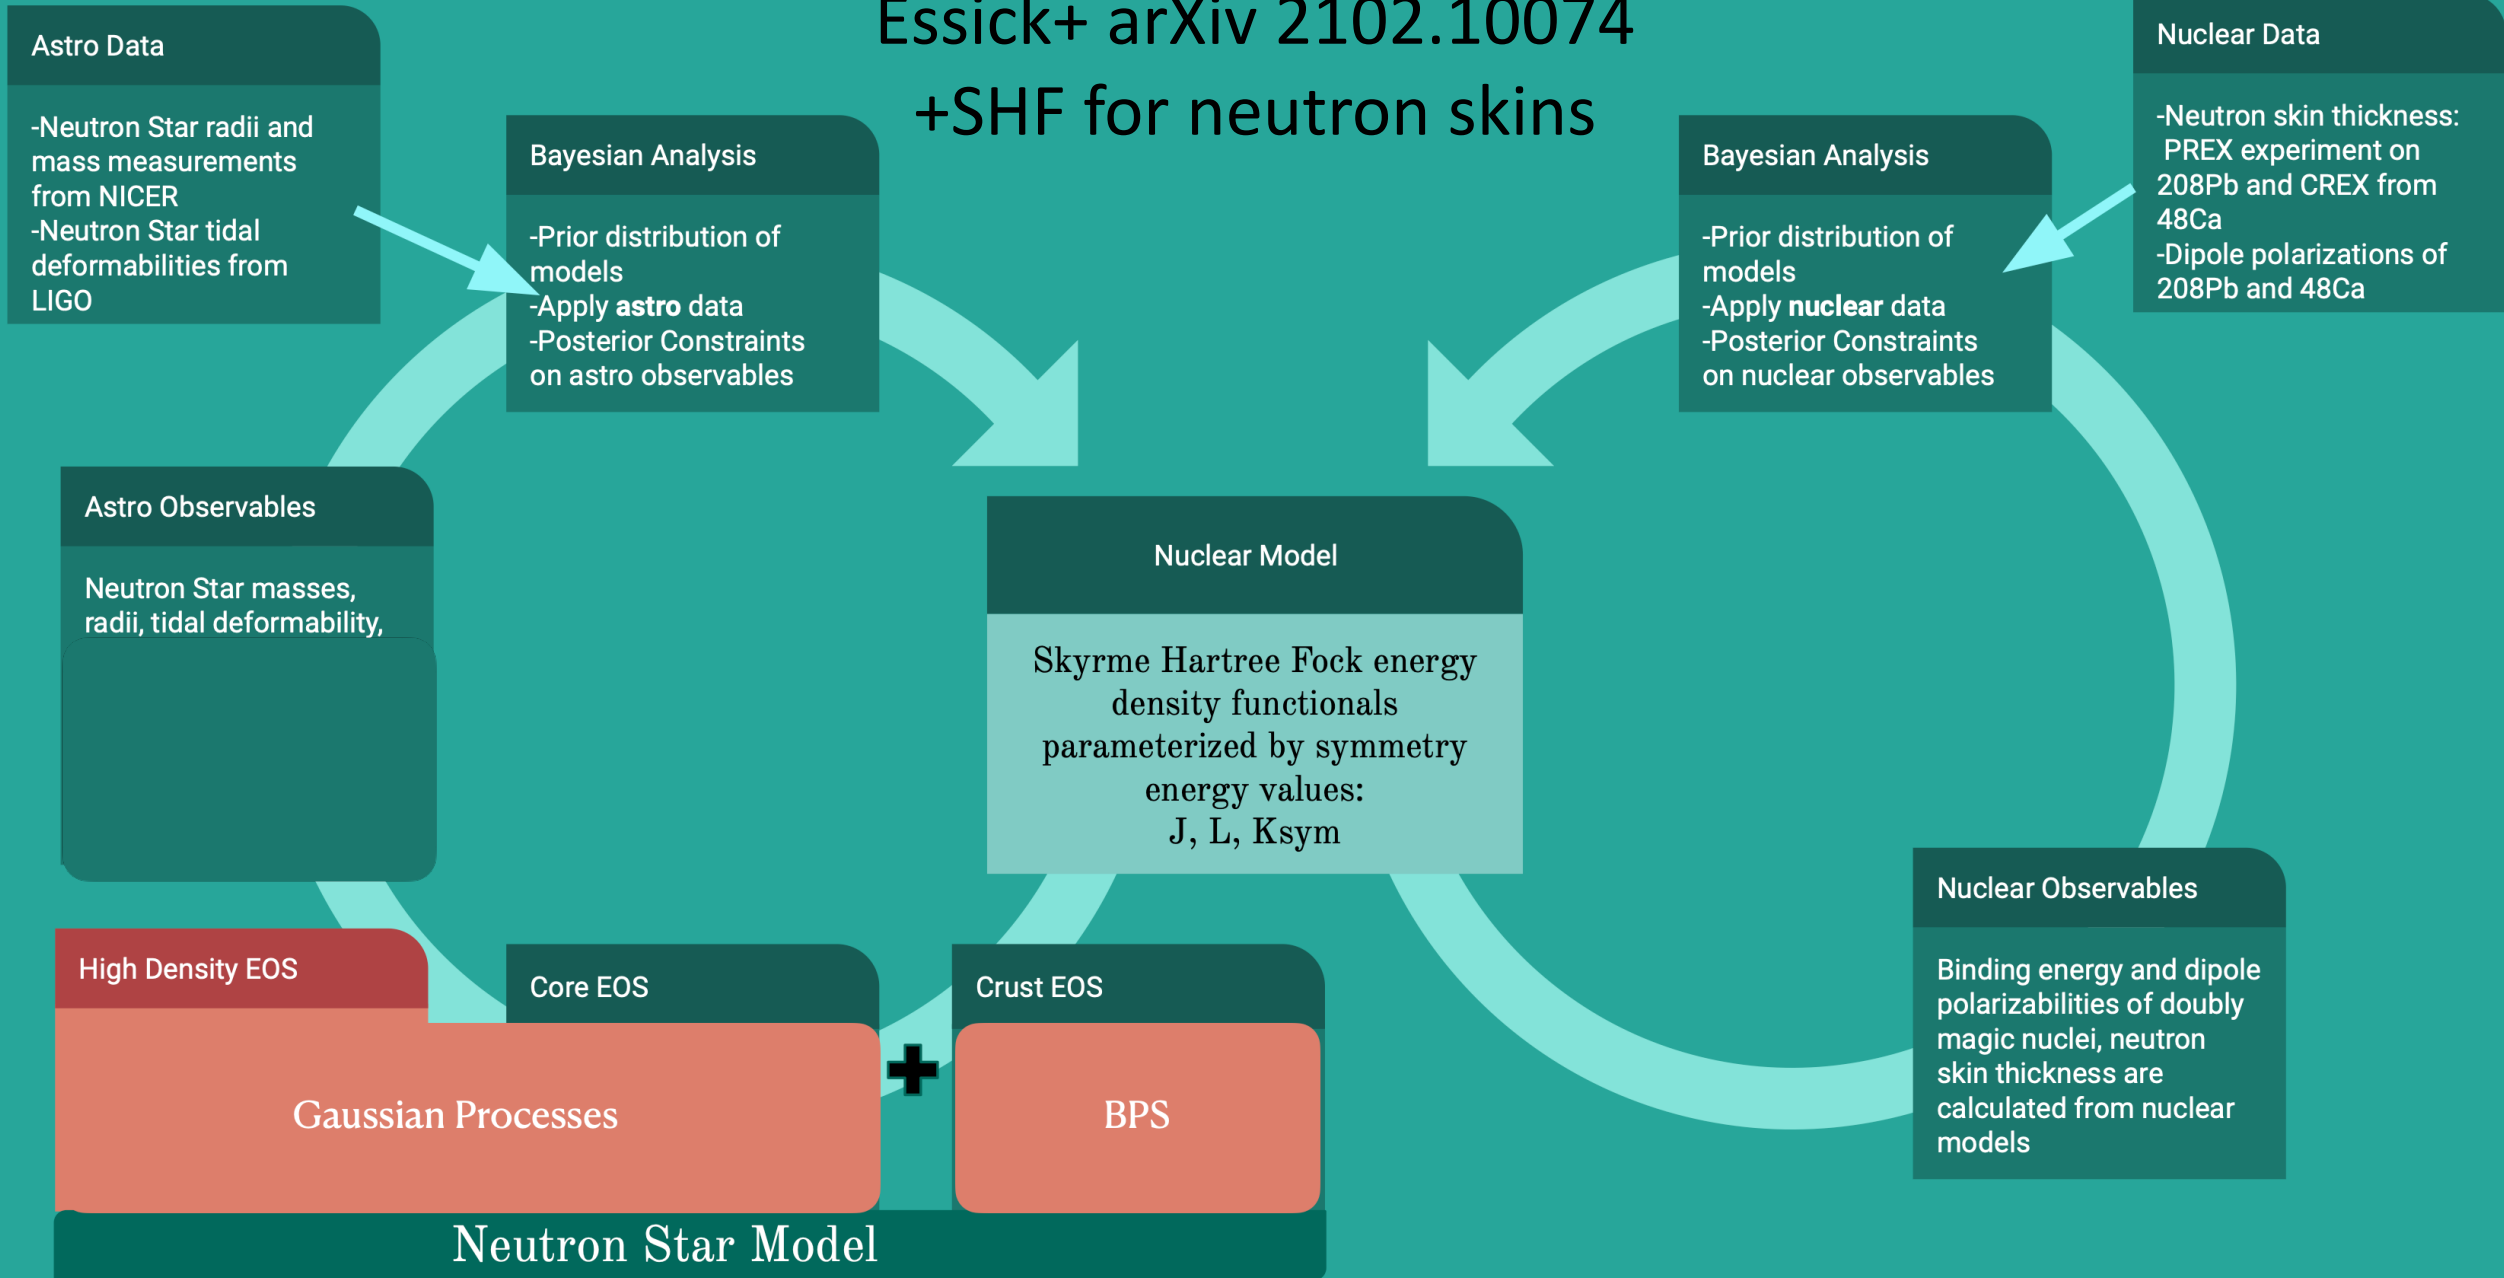 Essick+ arXiv 2102.10074
+SHF for neutron skins
Astro Data
-Neutron Star radii and
mass measurements
from NICER
-Neutron Star tidal
deformabilities from
LIGO
Bayesian Analysis
-Prior distribution of
models
-Apply astro data
-Posterior Constraints
on astro observables
Bayesian Analysis
-Prior distribution of
models
-Apply nuclear data
-Posterior Constraints
on nuclear observables
Nuclear Data
-Neutron skin thickness:
PREX experiment on
208Pb and CREX from
48Ca
-Dipole polarizations of
208Pb and 48Ca
Astro Observables
Neutron Star masses,
radii, tidal deformability,
Nuclear Model
Skyrme Hartree Fock energy
density functionals
parameterized by symmetry
energy values:
J, L, Ksym
Nuclear Observables
Binding energy and dipole
polarizabilities of doubly
magic nuclei, neutron
skin thickness are
calculated from nuclear
models
High Density EOS
Core EOS
Crust EOS
Gaussian Processes
BPS
Neutron Star Model